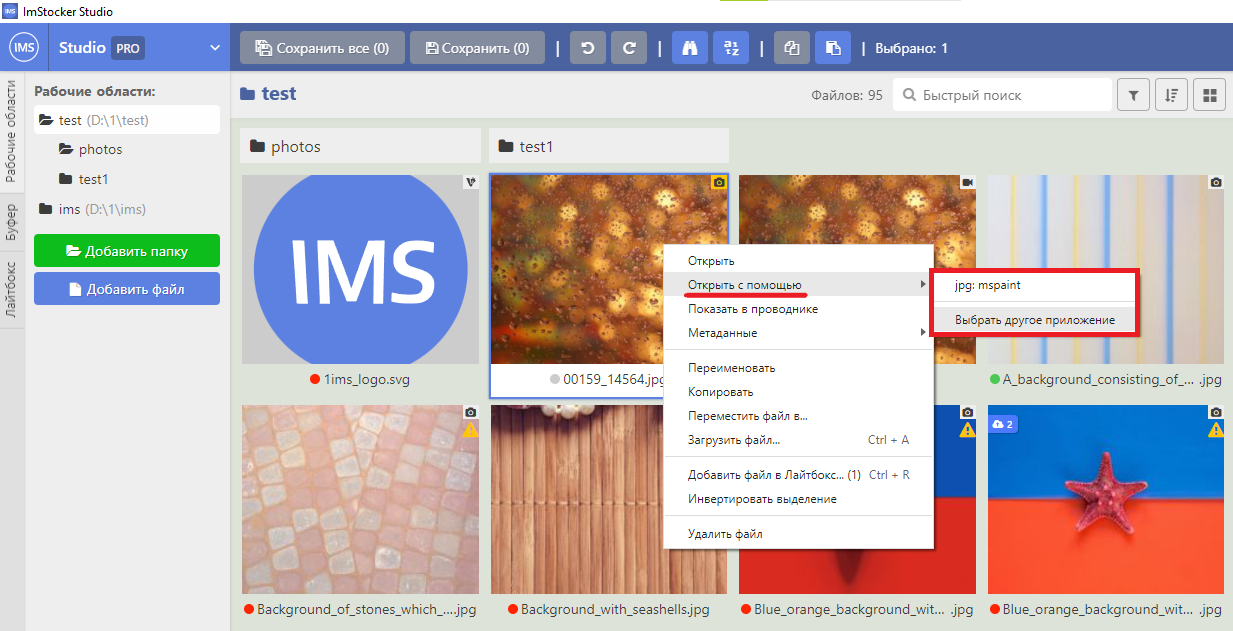 ImStocker Studio
IMS Studio PRO
Сохранить все (0)
Сохранить (0)
Выбрано: 1
Рабочие области
Буфер
Лайтбокс
Рабочие области:
test (D:\1\test)
photos
test1
ims (D:\1\ims)
Добавить папку
Добавить файл
test
Файлов: 95
Быстрый поиск
photos
test1
IMS
1ims_logo.svg
00159_14564.jpg
A_background_consisting_of_... .jpg
Открыть
Открыть с помощью
Показать в проводнике
Метаданные
Переименовать
Копировать
Переместить файл в...
Загрузить файл... Ctrl + A
Добавить файл в Лайтбокс... (1) Ctrl + R
Инвертировать выделение
Удалить файл
jpg: mspaint
Выбрать другое приложение
2
Background_of_stones_which_....jpg
Background_with_seashells.jpg
Blue_orange_background_wit... .jpg
Blue_orange_background_wit... .jpg